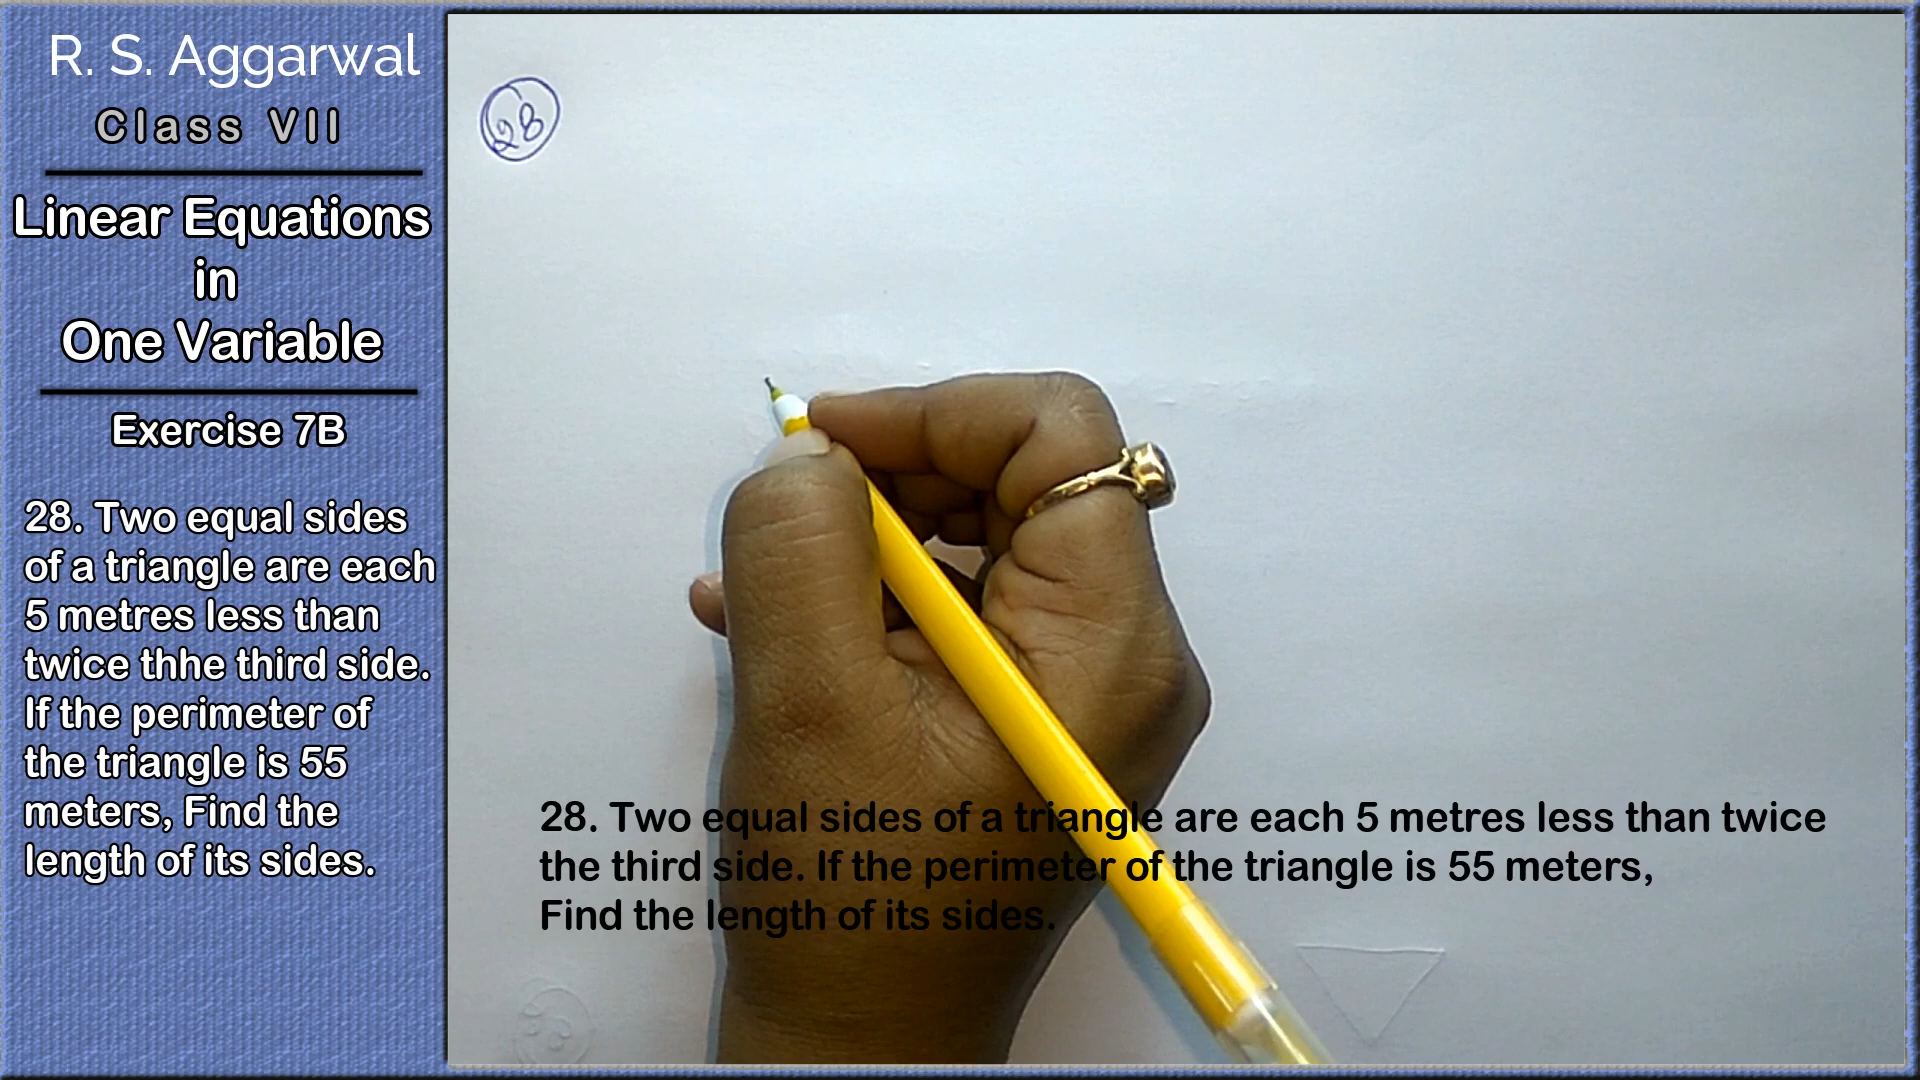 R. S. Aggarwal
Class VII
Linear Equations
in
One Variable
Exercise 7B
28. Two equal sides
of a triangle are each
5 metres less than
twice thhe third side.
If the perimeter of
the triangle is 55
meters, Find the
length of its sides.
28
28. Two equal sides of a triangle are each 5 metres less than twice
the third side. If the perimeter of the triangle is 55 meters,
Find the length of its sides.